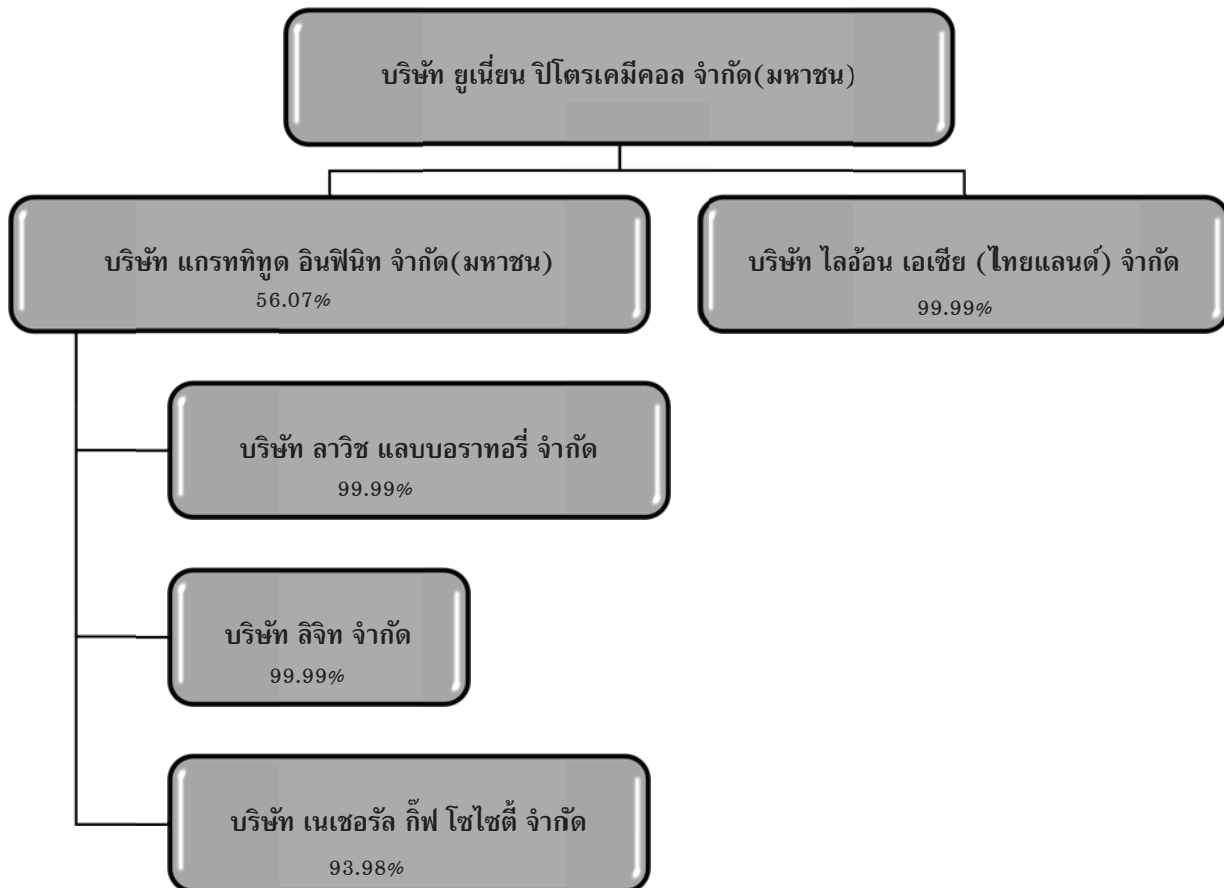 บริษัท ยูเนี่ยน ปิโตรเคมีคอล จำกัด(มหาชน)
บริษัท แกรททิทูด อินฟินิท จำกัด(มหาชน)
56.07%
บริษัท ไลอ้อน เอเซีย (ไทยแลนด์) จำกัด
99.99%
บริษัท ลาวิช แลบบอราทอรี่ จำกัด
99.99%
บริษัท ลิจิท จำกัด
99.99%
บริษัท เนเชอรัล กิ๊ฟ โซไซตี้ จำกัด
93.98%